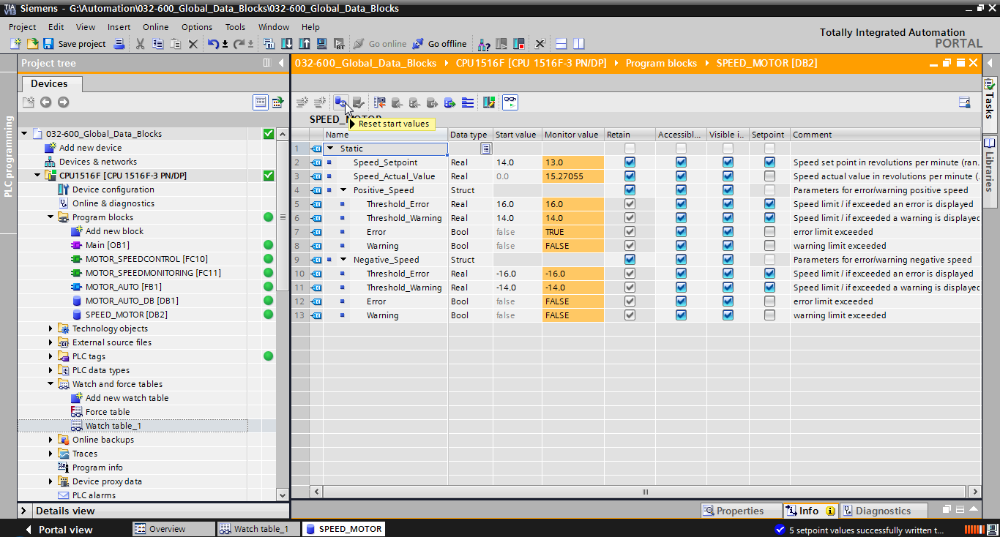 Siemens - G:\Automation\032-600_Global_Data_Blocks\032-600_Global_Data_Blocks
Project Edit View Insert Online Options Tools Window Help
Totally Integrated Automation
PORTAL
Save project Go online Go offline
Project tree
032-600_Global_Data_Blocks CPU1516F [CPU 1516F-3 PN/DP] Program blocks SPEED_MOTOR [DB2]
Devices
PLC programming
Tasks
Libraries
032-600_Global_Data_Blocks
Add new device
Devices & networks
CPU1516F [CPU 1516F-3 PN/DP]
Device configuration
Online & diagnostics
Program blocks
Add new block
Main [OB1]
MOTOR_SPEEDCONTROL [FC10]
MOTOR_SPEEDMONITORING [FC11]
MOTOR_AUTO [FB1]
MOTOR_AUTO_DB [DB1]
SPEED_MOTOR [DB2]
Technology objects
External source files
PLC tags
PLC data types
Watch and force tables
Add new watch table
Force table
Watch table_1
Online backups
Traces
Program info
Device proxy data
PLC alarms
Details view
SPEED_MOTOR
Reset start values
Name Data type Start value Monitor value Retain Accessibl... Visible i.. Setpoint Comment
1 Static
2 Speed_Setpoint Real 14.0 13.0 Speed set point in revolutions per minute (ran.
3 Speed_Actual_Value Real 0.0 15.27055 Speed actual value in revolutions per minute (.
4 Positive_Speed Struct Parameters for error/warning positive speed
5 Threshold_Error Real 16.0 16.0 Speed limit / if exceeded an error is displayed
6 Threshold_Warning Real 14.0 14.0 Speed limit / if exceeded a warning is displayed
7 Error Bool false TRUE error limit exceeded
8 Warning Bool false FALSE warning limit exceeded
9 Negative_Speed Struct Parameters for error/warning negative speed
10 Threshold_Error Real -16.0 -16.0 Speed limit / if exceeded an error is displayed
11 Threshold_Warning Real -14.0 -14.0 Speed limit / if exceeded a warning is displayed
12 Error Bool false FALSE error limit exceeded
13 Warning Bool false FALSE warning limit exceeded
Properties Info Diagnostics
Portal view Overview Watch table_1 SPEED_MOTOR 5 setpoint values successfully written t...